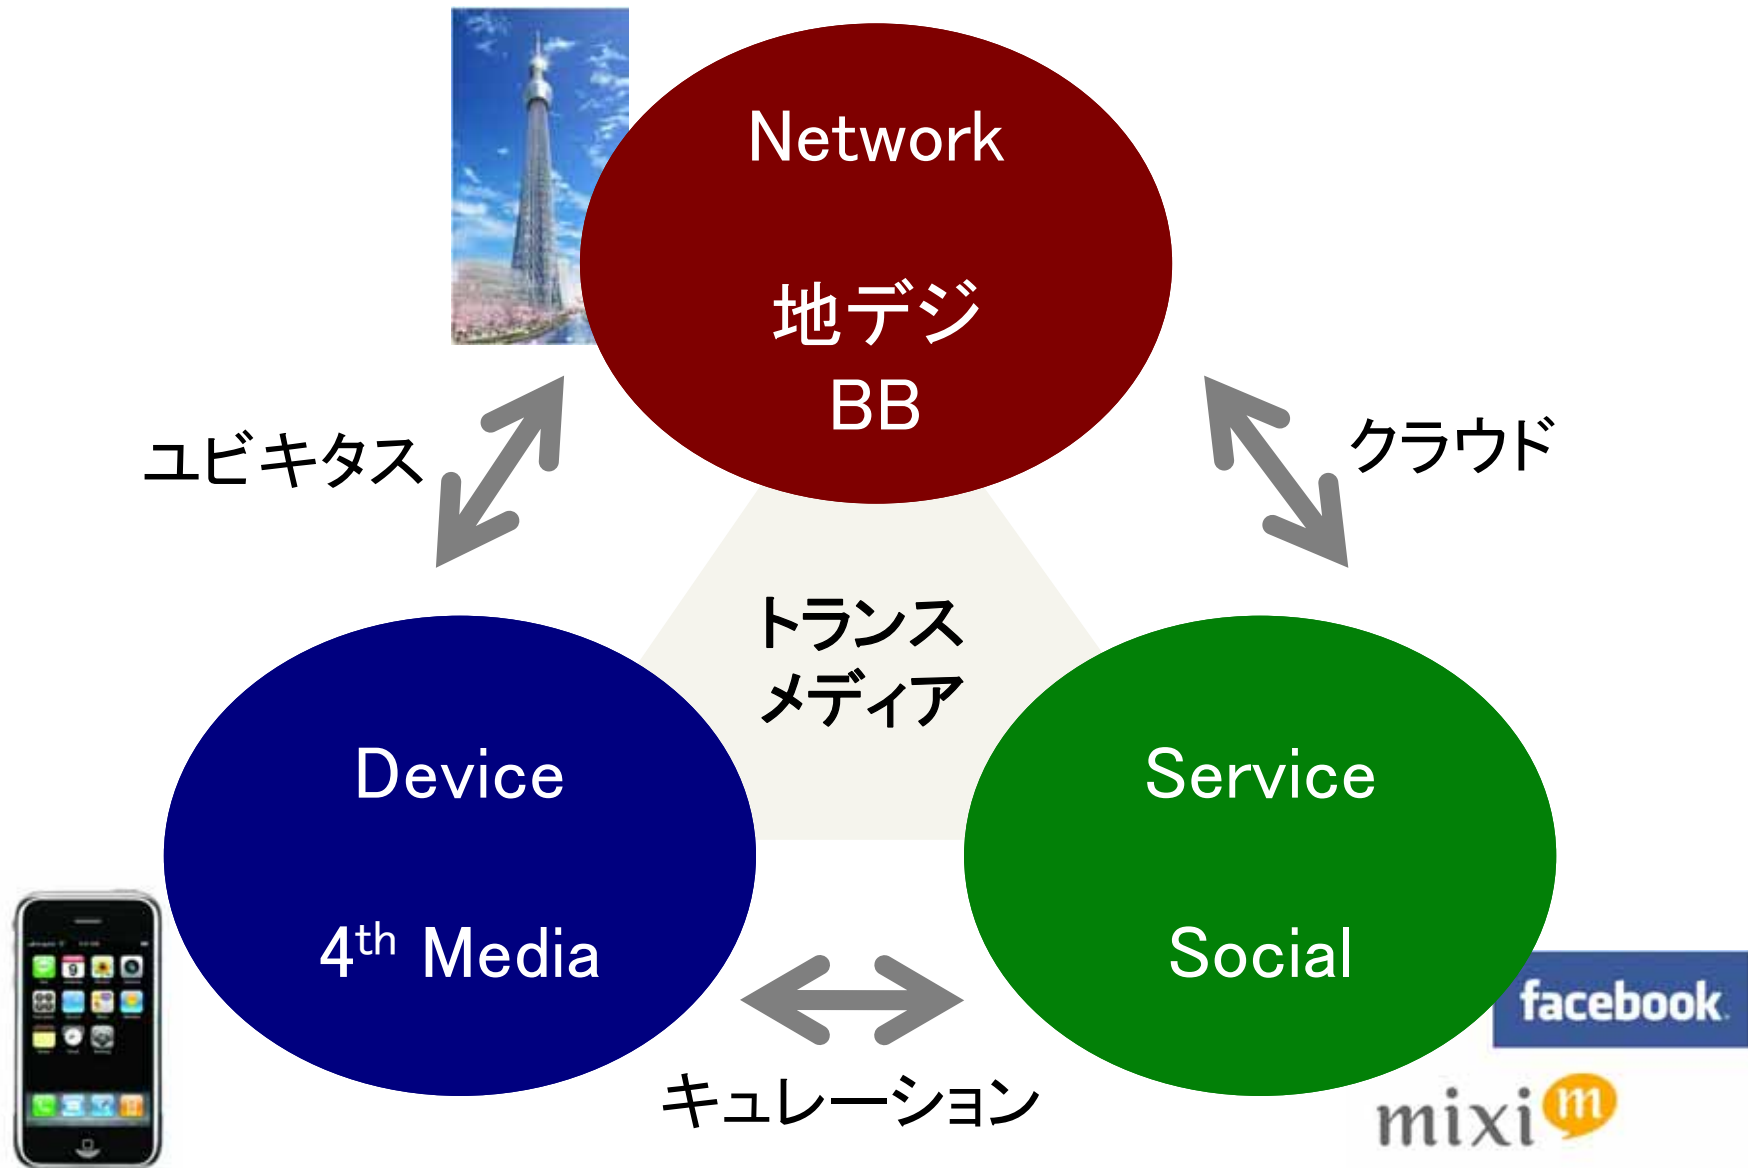 Network
地デジ
BB
ユビキタス
クラウド
トランス
メディア
Device
4th Media
Service
Social
キュレーション
facebook.
mixi
m
9